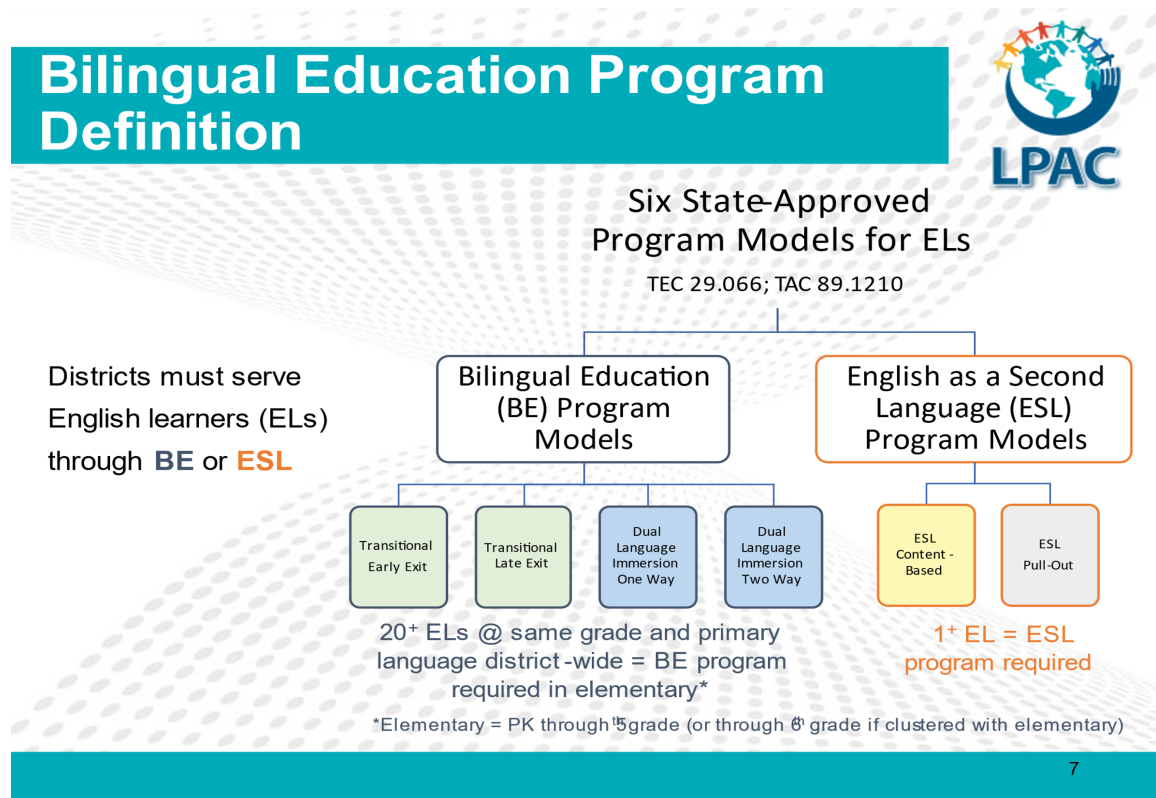 Bilingual Education Program
Definition
LPAC
Six State-Approved
Program Models for ELs
TEC 29.066; TAC 89.1210
Districts must serve
English learners (ELs)
through BE or ESL
Bilingual Education
(BE) Program
Models
English as a Second
Language (ESL)
Program Models
Transitional
Early Exit
Transitional
Late Exit
Dual
Language
Immersion
One Way
Dual
Language
Immersion
Two Way
ESL
Content -
Based
ESL
Pull-Out
20+ ELs @ same grade and primary
language district-wide = BE program
required in elementary*
1+ EL = ESL
program required
*Elementary = PK through 5th grade (or through 6th grade if clustered with elementary)
7